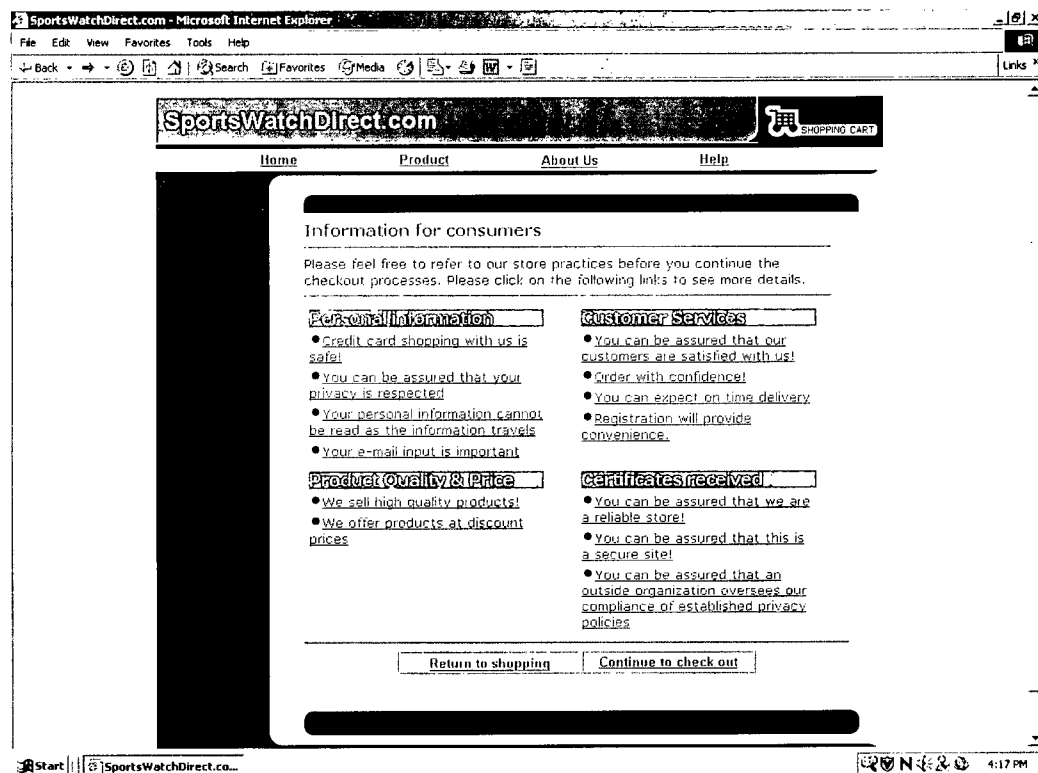 SportsWatchDirect.com - Microsoft Internet Explorer
File Edit View Favorites Tools Help
Back Search Favorites Media Links
SportsWatchDirect.com SHOPPING CART
Home Product About Us Help
Information for consumers
Please feel free to refer to our store practices before you continue the
checkout processes. Please click on the following links to see more details.
Personal information
Credit card shopping with us is
safe!
You can be assured that your
privacy is respected
Your personal information cannot
be read as the information travels
Your e-mail input is important
Customer Services
You can be assured that our
customers are satisfied with us!
Order with confidence!
You can expect on time delivery
Registration will provide
convenience.
Product Quality & Price
We sell high quality products!
We offer products at discount
prices
Certificates received
You can be assured that we are
a reliable store!
You can be assured that this is
a secure site!
You can be assured that an
outside organization oversees our
compliance of established privacy
policies
Return to shopping Continue to check out
Start SportsWatchDirect.co... 4:17 PM